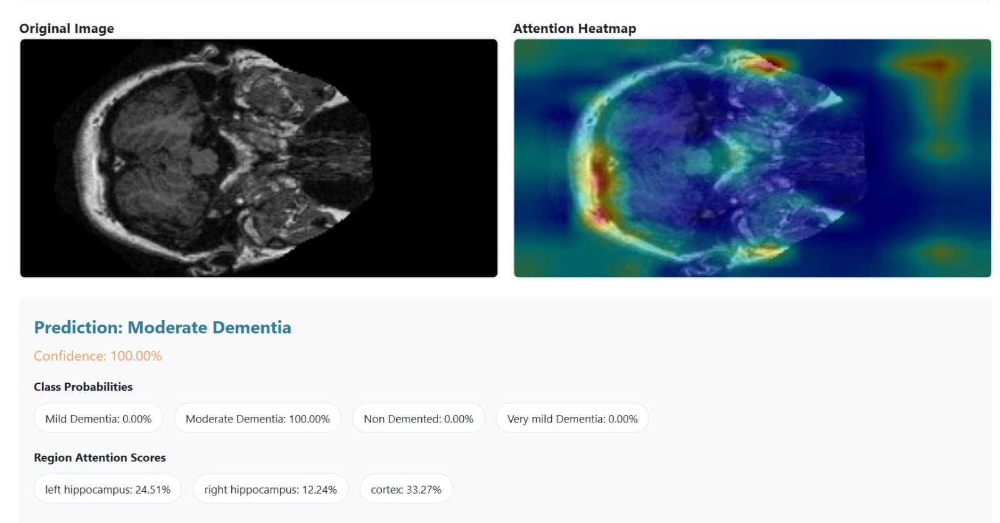 Original Image
Attention Heatmap
Prediction: Moderate Dementia
Confidence: 100.00%
Class Probabilities
Mild Dementia: 0.00%
Moderate Dementia: 100.00%
Non Demented: 0.00%
Very mild Dementia: 0.00%
Region Attention Scores
left hippocampus: 24.51%
right hippocampus: 12.24%
cortex: 33.27%